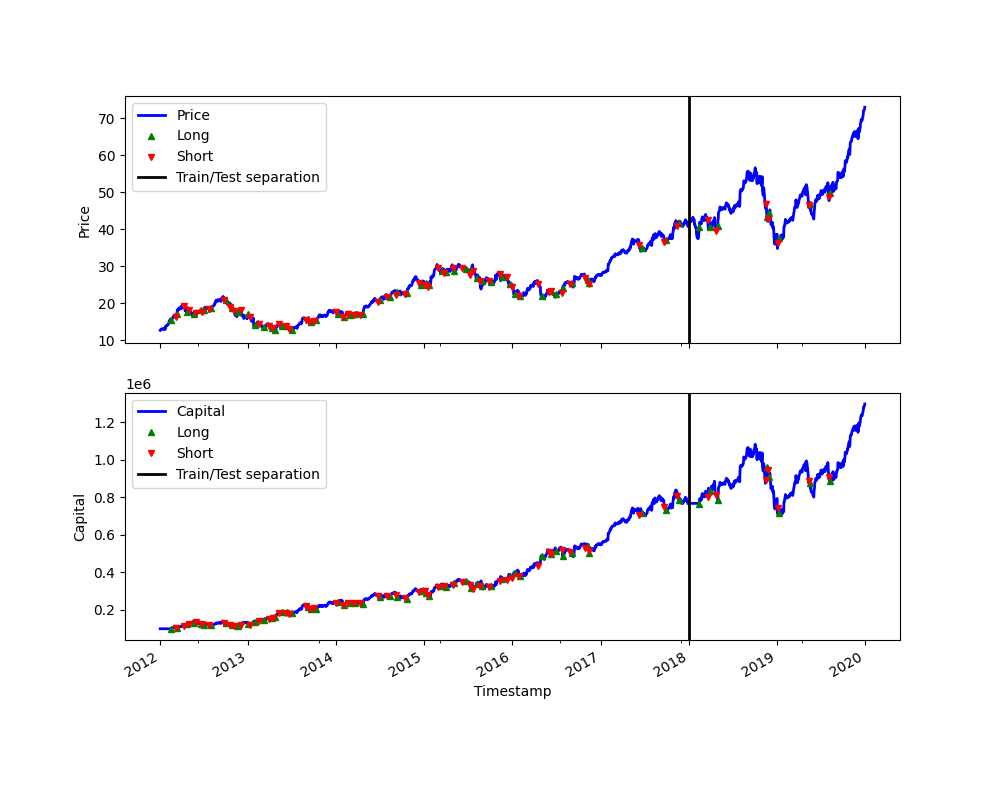 Price
Long
Short
Train/Test separation
70
60
50
40
30
20
10
Price
1e6
Capital
Long
Short
Train/Test separation
1.2
1.0
0.8
0.6
0.4
0.2
Capital
2012
2013
2014
2015
2016
2017
2018
2019
2020
Timestamp